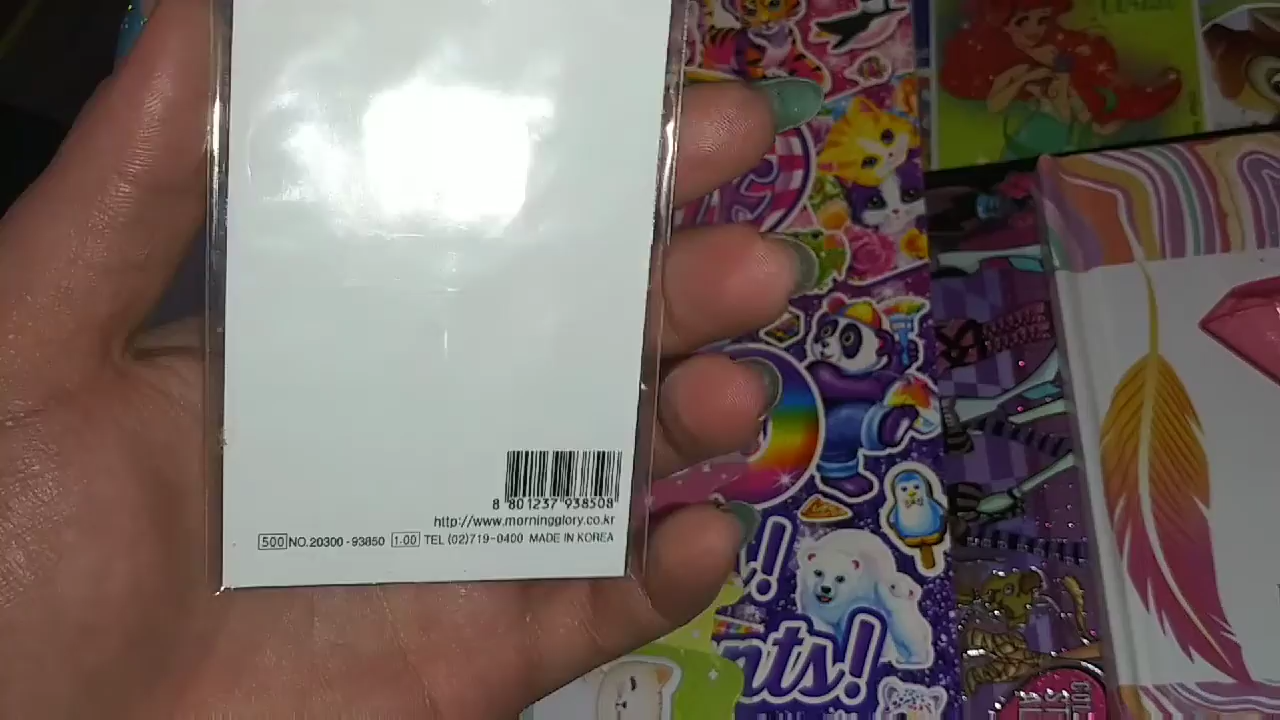 8 801237 938508
http://www.morningglory.co.kr
500 NO.20300-93850 1.00 TEL (02)719-0400 MADE IN KOREA
nts!